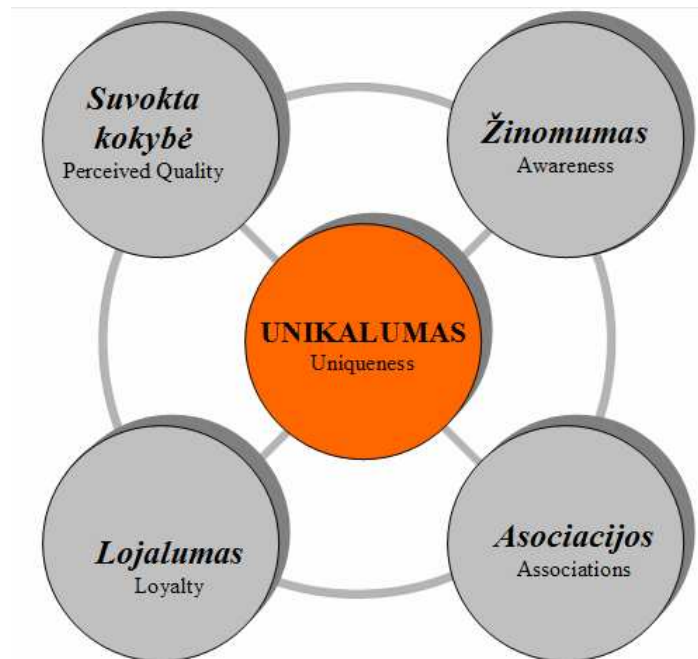 Suvokta
kokybė
Perceived Quality
Žinomumas
Awareness
UNIKALUMAS
Uniqueness
Lojalumas
Loyalty
Asociacijos
Associations